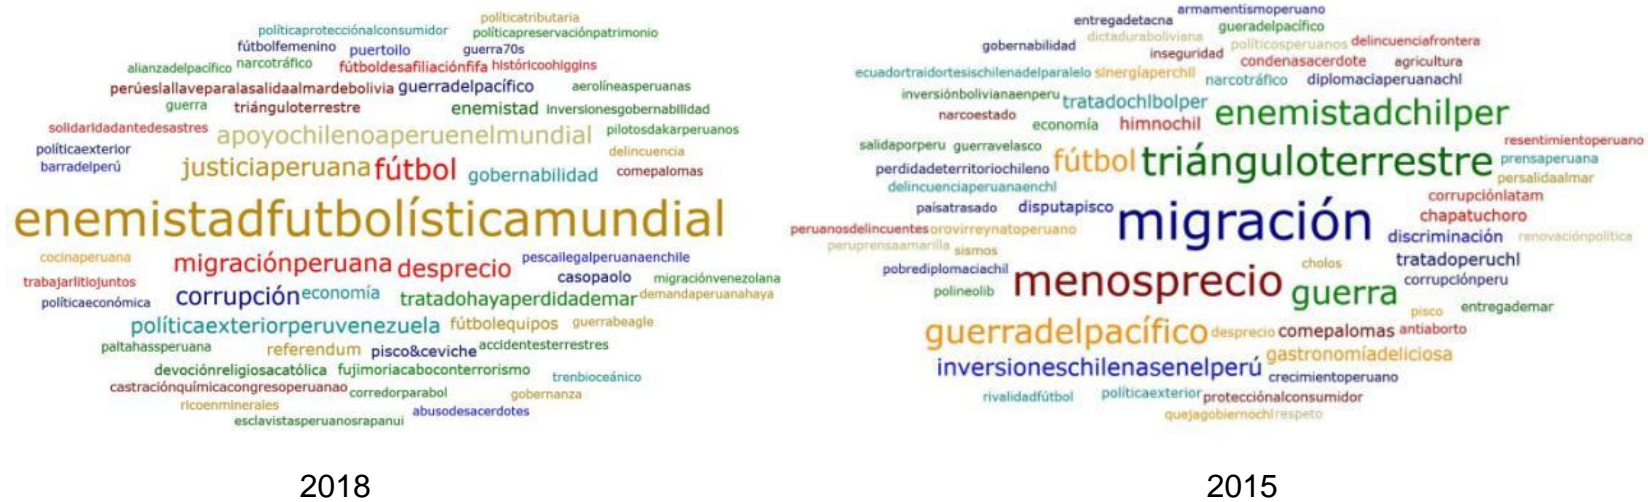 políticatributaria
políticaprotecciónalconsumidor políticapreservaciónpatrimonio
fútbolfemenino puertoilo guerra70s
alianzadelpacífico narcotráfico fútboldesafiliaciónfifa históricoohiggins
perúeslallaveparalasalidaalmardebolivia guerradelpacífico aerolíneasperuanas
guerra triánguloterrestre enemistad inversionesgobernabilidad
solidaridadantedesastres apoyochilenoaperuenelmundial pilotosdakarperuanos
políticaexterior delincuencia
barradelperú justiciaperuana fútbol gobernabilidad comepalomas
enemistadfutbolísticamundial
cocinaperuana migraciónperuana desprecio pescailegalperuanaenchile
trabajarlitiojuntos casopaolo migraciónvenezolana
políticaeconómica corrupción economía tratadohayaperdidademar demandaperuanahaya
políticaexteriorperuvenezuela fútbolequipos guerrabeagle
paltahassperuana referendum pisco&ceviche accidentesterrestres
devociónreligiosacatólica fujimoriacaboconterrorismo trenbioceánico
castraciónquímicacongresoperuanao corredorparabol gobernanza
ricoenminerales abusodesacerdotes
esclavistasperuanosrapanui
2018
armamentismoperuano
entregadetacna gueradelpacífico
gobernabilidad dictaduraboliviana políticosperuanos delincuenciafrontera
inseguridad condenasacerdote agricultura
ecuadortraidortesischilenadelparalelo sinergíaperchil narcotráfico diplomaciaperuanachl
inversiónbolivianaenperu tratadochlbolper enemistadchilper
narcoestado economía himnochil
salidaporperu guerravelasco fútbol triánguloterrestre resentimientoperuano
perdidadeterritoriochileno prensaperuana
delincuenciaperuanaenchl persalidaalmar
paísatrasado disputapisco migración corrupciónlatam
chapatuchoro
peruanosdelincuentes orovirreynatoperuano discriminación renovaciónpolítica
peruprensaamarilla sismos
pobrediplomaciachil menosprecio cholos tratadoperuchl
polineolib guerra corrupciónperu
pisco entregademar
guerradelpacífico desprecio comepalomas antiaborto
inversioneschilenasenelperú gastronomíadeliciosa
crecimientoperuano
rivalidadfútbol políticaexterior protecciónalconsumidor
quejagobiernochl respeto
2015